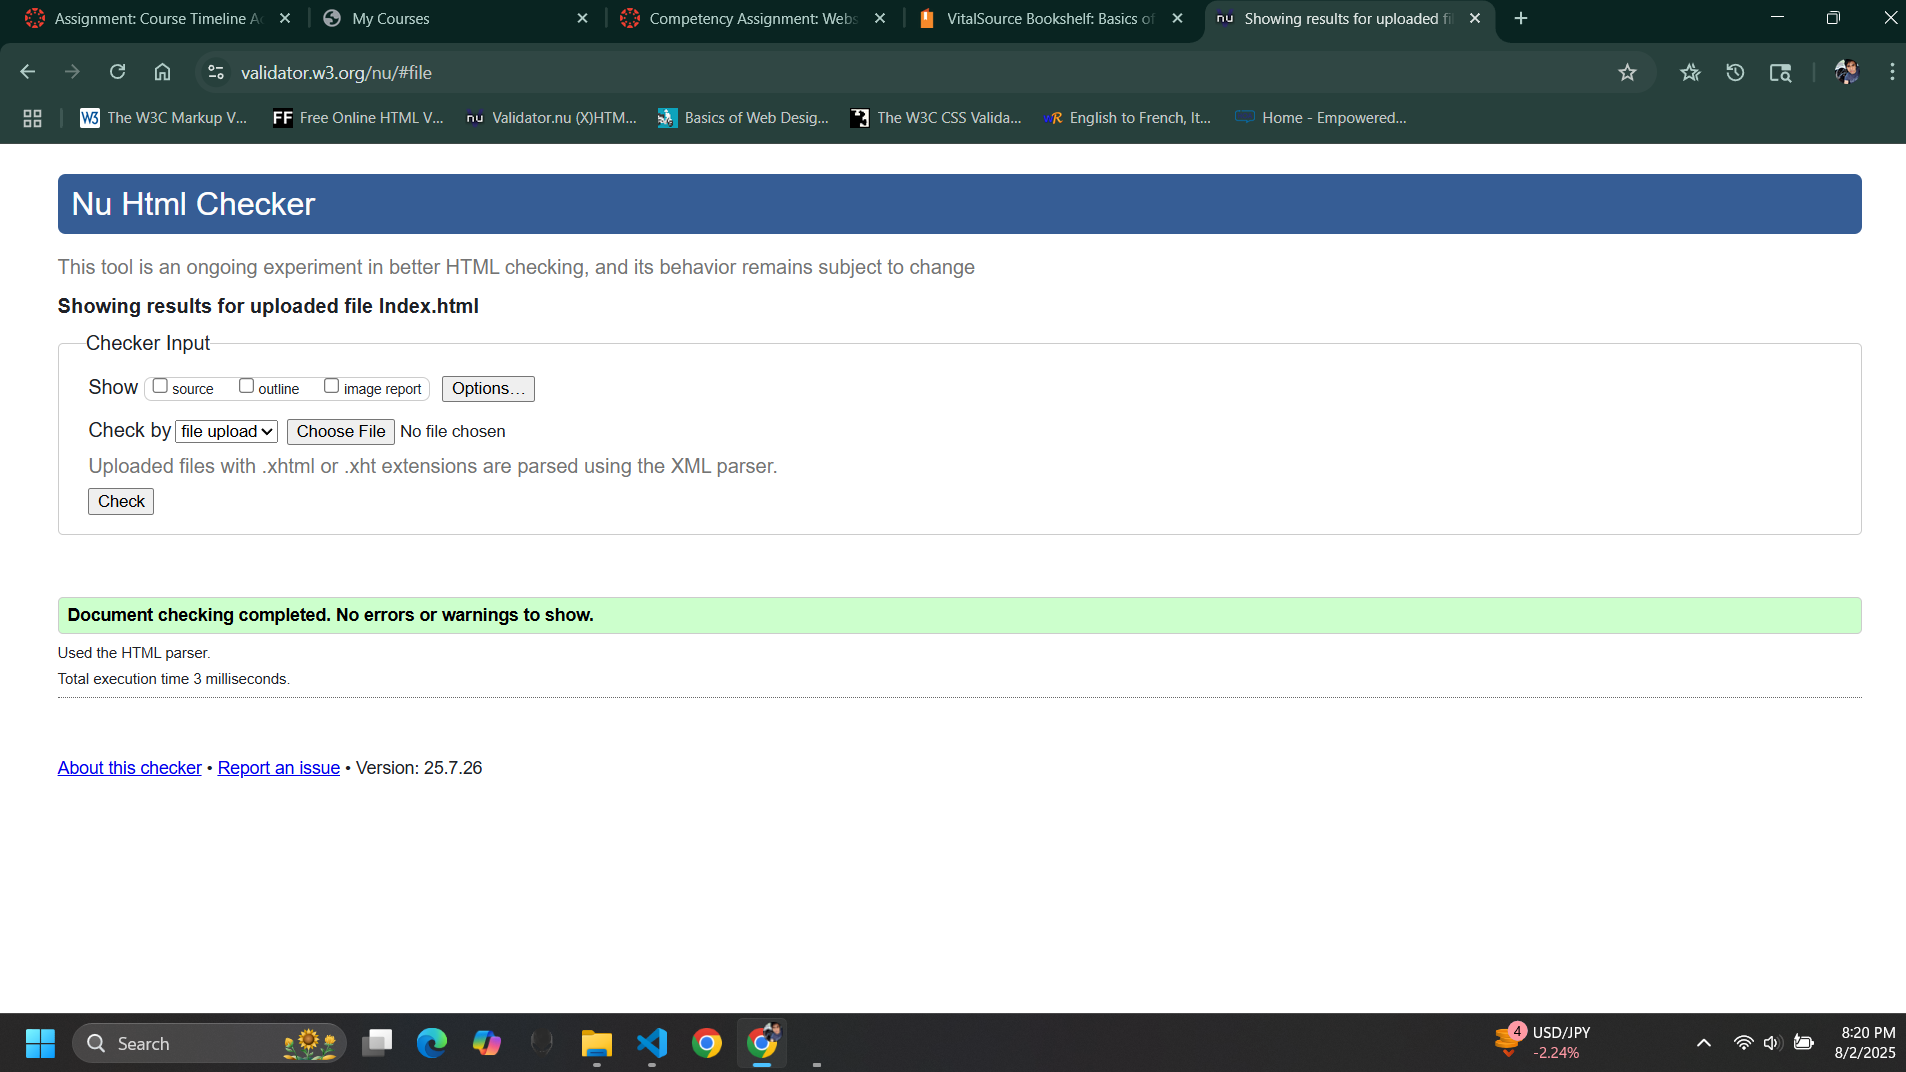 Assignment: Course Timeline Ac
My Courses
Competency Assignment: Webs
VitalSource Bookshelf: Basics of
nu Showing results for uploaded fil
validator.w3.org/nu/#file
W3 The W3C Markup V...
FF Free Online HTML V...
nu Validator.nu (X)HTM...
Basics of Web Desig...
The W3C CSS Valida...
R English to French, It...
Home - Empowered...
Nu Html Checker
This tool is an ongoing experiment in better HTML checking, and its behavior remains subject to change
Showing results for uploaded file Index.html
Checker Input
Show source outline image report Options...
Check by file upload Choose File No file chosen
Uploaded files with .xhtml or .xht extensions are parsed using the XML parser.
Check
Document checking completed. No errors or warnings to show.
Used the HTML parser.
Total execution time 3 milliseconds.
About this checker • Report an issue • Version: 25.7.26
Search
4 USD/JPY
-2.24%
8:20 PM
8/2/2025